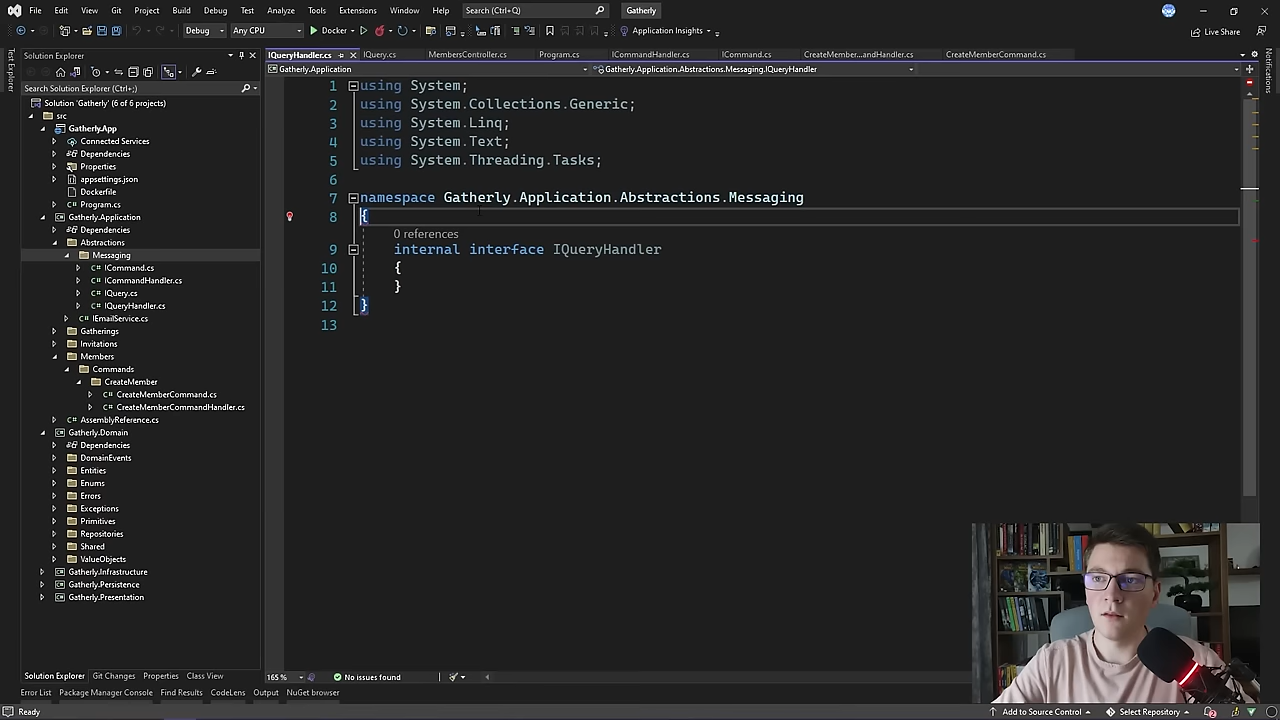 File Edit View Git Project Build Debug Test Analyze Tools Extensions Window Help Search (Ctrl+Q) Gatherly
Debug Any CPU Docker Application Insights Live Share
Test Explorer
Solution Explorer
Search Solution Explorer (Ctrl+;)
Solution 'Gatherly' (6 of 6 projects)
src
Gatherly.App
Connected Services
Dependencies
Properties
appsettings.json
Dockerfile
Program.cs
Gatherly.Application
Dependencies
Abstractions
Messaging
ICommand.cs
ICommandHandler.cs
IQuery.cs
IQueryHandler.cs
IEmailService.cs
Gatherings
Invitations
Members
Commands
CreateMember
CreateMemberCommand.cs
CreateMemberCommandHandler.cs
AssemblyReference.cs
Gatherly.Domain
Dependencies
DomainEvents
Entities
Enums
Errors
Exceptions
Primitives
Repositories
Shared
ValueObjects
Gatherly.Infrastructure
Gatherly.Persistence
Gatherly.Presentation
Solution Explorer Git Changes Properties Class View
IQueryHandler.cs IQuery.cs MembersController.cs Program.cs ICommandHandler.cs ICommand.cs CreateMember...andHandler.cs CreateMemberCommand.cs
Gatherly.Application Gatherly.Application.Abstractions.Messaging.IQueryHandler
1 using System;
2 using System.Collections.Generic;
3 using System.Linq;
4 using System.Text;
5 using System.Threading.Tasks;
6
7 namespace Gatherly.Application.Abstractions.Messaging
8 {
0 references
9 internal interface IQueryHandler
10 {
11 }
12 }
13
Notifications
165 % No issues found
Error List Package Manager Console Find Results CodeLens Output NuGet browser
Ready Add to Source Control Select Repository 2